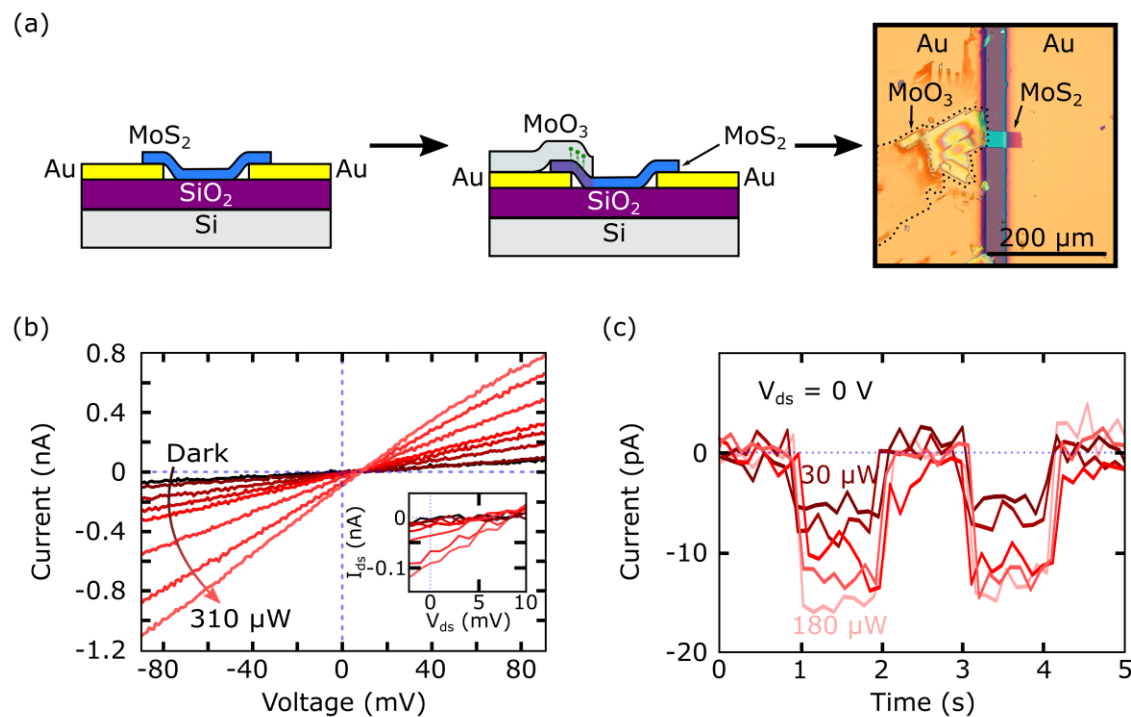 (a)
MoS₂
Au
Au
SiO₂
Si
MoO₃
MoS₂
Au
Au
SiO₂
Si
Au
Au
MoO₃
MoS₂
200 µm
(b)
Current (nA)
0.8
0.4
0
-0.4
-0.8
-1.2
Dark
310 µW
-80
-40
0
40
80
Voltage (mV)
I_ds (nA)
0
-0.1
0
5
10
V_ds (mV)
(c)
Current (pA)
0
-10
-20
V_ds = 0 V
30 µW
180 µW
0
1
2
3
4
5
Time (s)